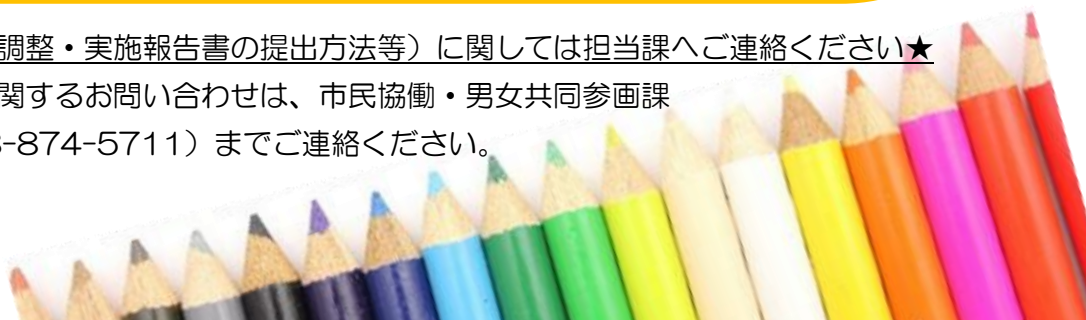 調整・実施報告書の提出方法等）に関しては担当課へご連絡ください★
関するお問い合わせは、市民協働・男女共同参画課
-874-5711）までご連絡ください。